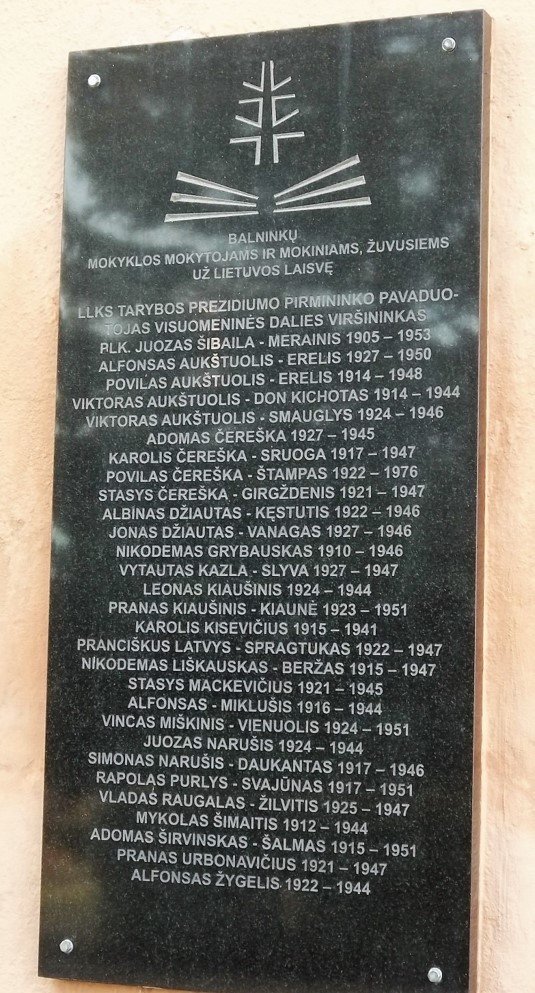 BALNINKŲ
MOKYKLOS MOKYTOJAMS IR MOKINIAMS, ŽUVUSIEMS
UŽ LIETUVOS LAISVĘ
LLKS TARYBOS PREZIDIUMO PIRMININKO PAVADUO-
TOJAS VISUOMENINĖS DALIES VIRŠININKAS
PLK. JUOZAS ŠIBAILA - MERAINIS 1905 – 1953
ALFONSAS AUKŠTUOLIS - ERELIS 1927 – 1950
POVILAS AUKŠTUOLIS - ERELIS 1914 – 1948
VIKTORAS AUKŠTUOLIS - DON KICHOTAS 1914 – 1944
VIKTORAS AUKŠTUOLIS - SMAUGLYS 1924 – 1946
ADOMAS ČEREŠKA 1927 – 1945
KAROLIS ČEREŠKA - SRUOGA 1917 – 1947
POVILAS ČEREŠKA - ŠTAMPAS 1922 – 1976
STASYS ČEREŠKA - GIRGŽDENIS 1921 – 1947
ALBINAS DŽIAUTAS - KĘSTUTIS 1922 – 1946
JONAS DŽIAUTAS - VANAGAS 1927 – 1946
NIKODEMAS GRYBAUSKAS 1910 – 1946
VYTAUTAS KAZLA - SLYVA 1927 – 1947
LEONAS KIAUŠINIS 1924 – 1944
PRANAS KIAUŠINIS - KIAUNĖ 1923 – 1951
KAROLIS KISEVIČIUS 1915 – 1941
PRANCIŠKUS LATVYS - SPRAGTUKAS 1922 – 1947
NIKODEMAS LIŠKAUSKAS - BERŽAS 1915 – 1947
STASYS MACKEVIČIUS 1921 – 1945
ALFONSAS - MIKLUŠIS 1916 – 1944
VINCAS MIŠKINIS - VIENUOLIS 1924 – 1951
JUOZAS NARUŠIS 1924 – 1944
SIMONAS NARUŠIS - DAUKANTAS 1917 – 1946
RAPOLAS PURLYS - SVAJŪNAS 1917 – 1951
VLADAS RAUGALAS - ŽILVITIS 1925 – 1947
MYKOLAS ŠIMAITIS 1912 – 1944
ADOMAS ŠIRVINSKAS - ŠALMAS 1915 – 1951
PRANAS URBONAVIČIUS 1921 – 1947
ALFONSAS ŽYGELIS 1922 – 1944